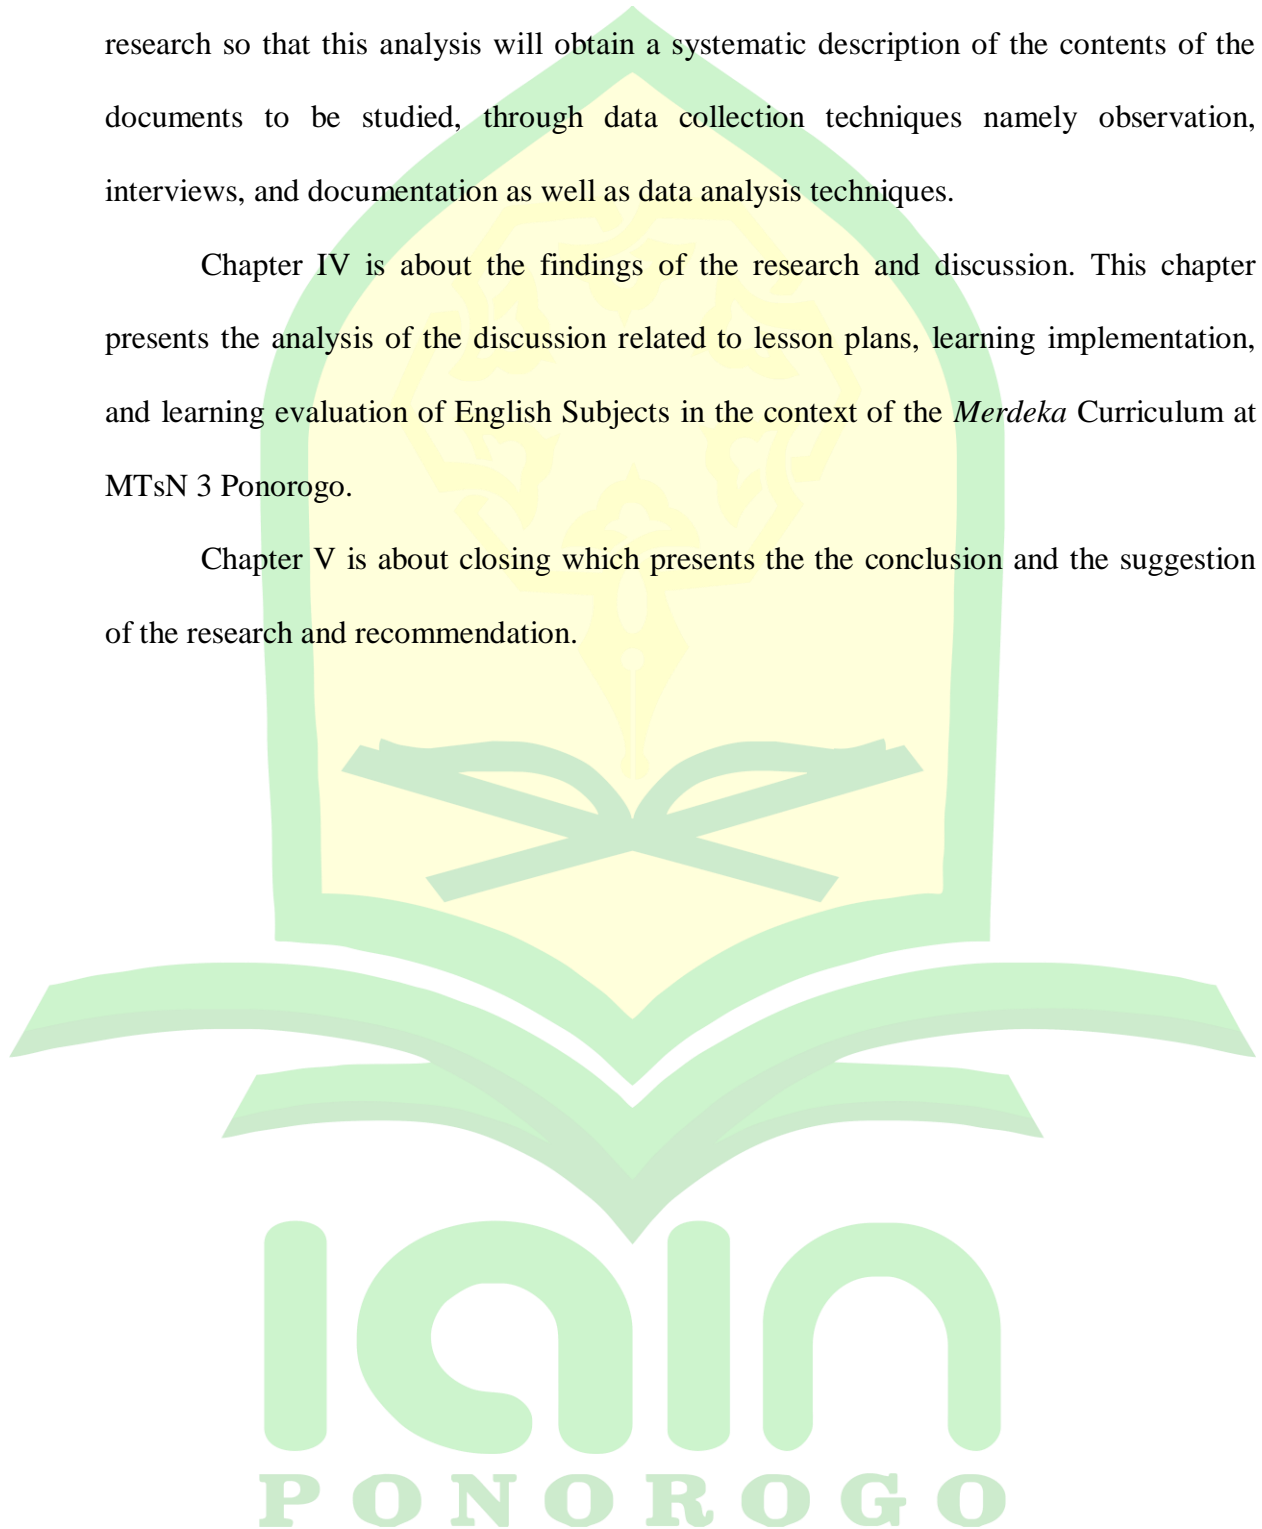 research so that this analysis will obtain a systematic description of the contents of the
documents to be studied, through data collection techniques namely observation,
interviews, and documentation as well as data analysis techniques.
Chapter IV is about the findings of the research and discussion. This chapter
presents the analysis of the discussion related to lesson plans, learning implementation,
and learning evaluation of English Subjects in the context of the Merdeka Curriculum at
MTsN 3 Ponorogo.
Chapter V is about closing which presents the the conclusion and the suggestion
of the research and recommendation.
iain
PONOROGO